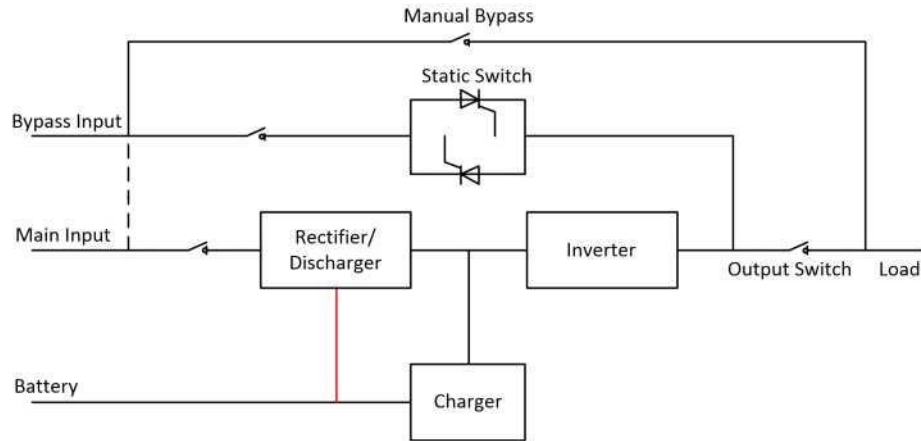 Manual Bypass
Static Switch
Bypass Input
Main Input
Rectifier/
Discharger
Inverter
Output Switch
Load
Battery
Charger